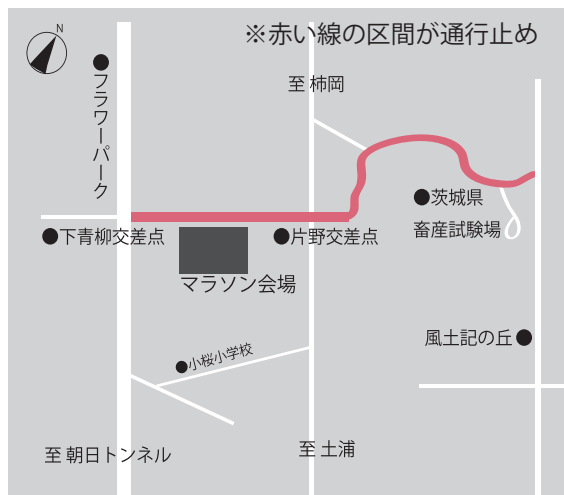 ※赤い線の区間が通行止め
N
●フラワーパーク
至 柿岡
●茨城県
畜産試験場
●下青柳交差点
●片野交差点
マラソン会場
風土記の丘●
●小桜小学校
至 朝日トンネル
至 土浦